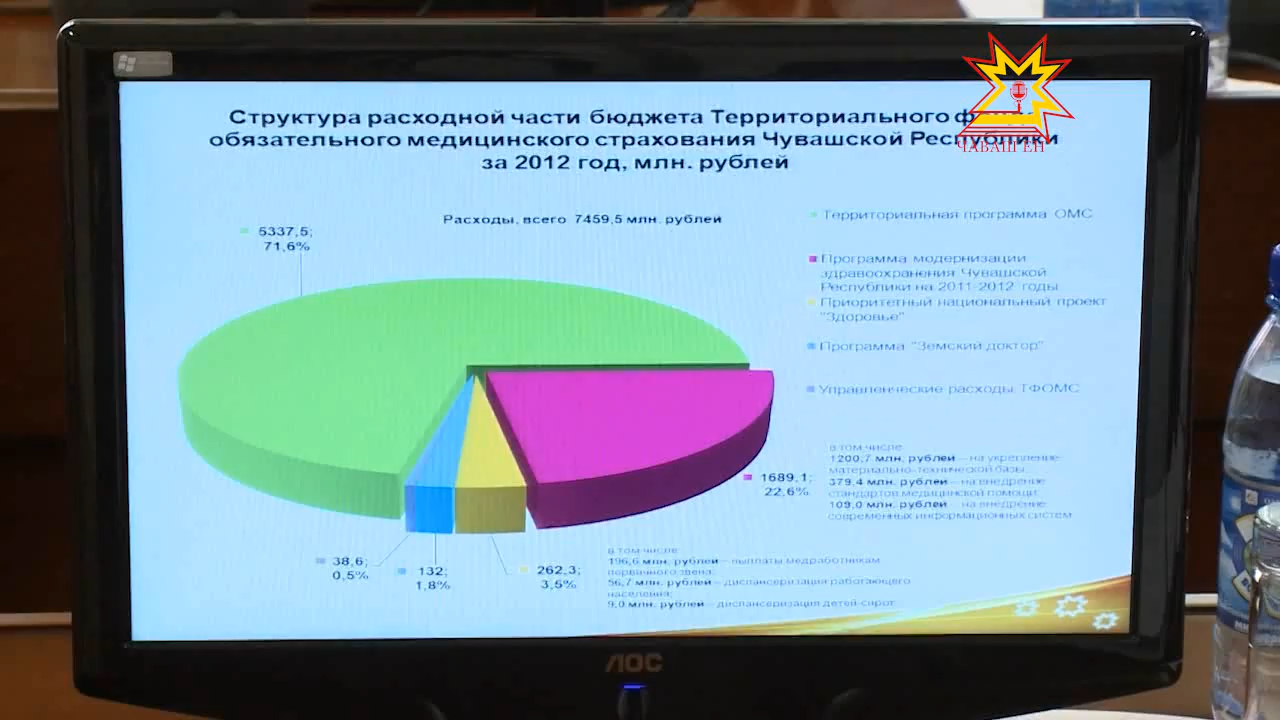 Структура расходной части бюджета Территориального
обязательного медицинского страхования Чувашской Республики
за 2012 год, млн. рублей
ЧĂВАШ ЕН
Расходы, всего 7459,5 млн. рублей
5337,5;
71,6%
Территориальная программа ОМС
Программа модернизации
здравоохранения Чувашской
Республики на 2011-2012 годы
Приоритетный национальный проект
"Здоровье"
Программа "Земский доктор"
Управленческие расходы ТФОМС
1689,1;
22,6%
в том числе:
1200,7 млн. рублей – на укрепление
материально-технической базы;
379,4 млн. рублей – на внедрение
стандартов медицинской помощи;
109,0 млн. рублей – на внедрение
современных информационных систем
38,6;
0,5%
132;
1,8%
262,3;
3,5%
в том числе:
196,6 млн. рублей – выплаты медработникам
первичного звена;
56,7 млн. рублей – диспансеризация работающего
населения;
9,0 млн. рублей – диспансеризация детей-сирот
AOC